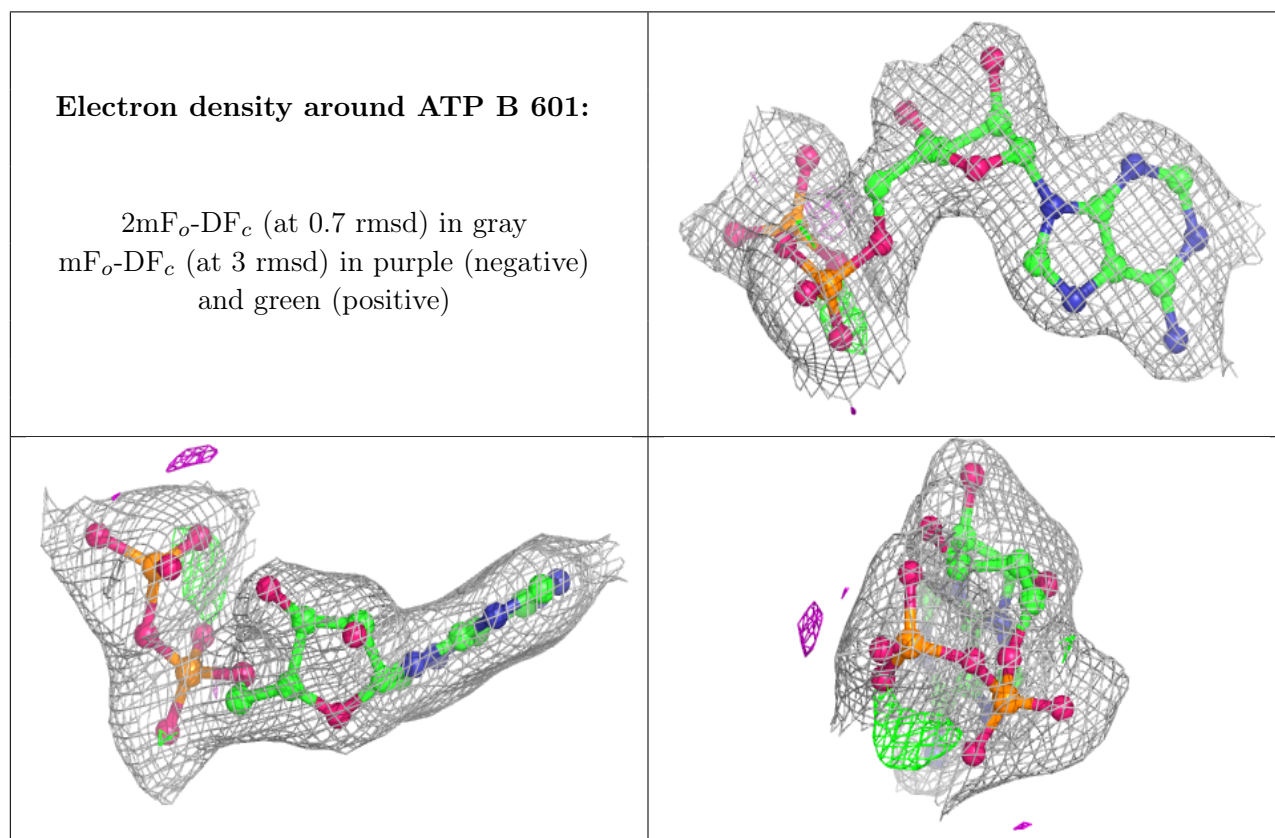 Electron density around ATP B 601:
2mFₒ-DF𝒸 (at 0.7 rmsd) in gray
mFₒ-DF𝒸 (at 3 rmsd) in purple (negative)
and green (positive)